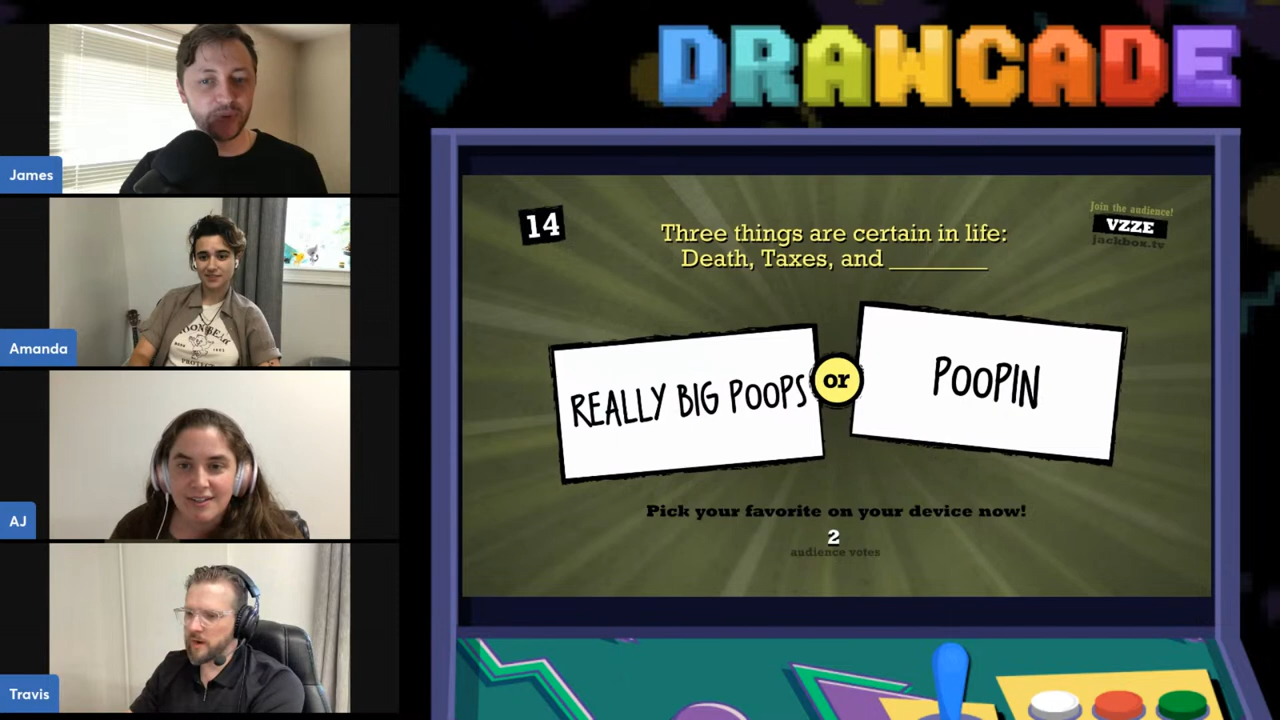 DRAWCADE
James
Amanda
AJ
Travis
14
Three things are certain in life:
Death, Taxes, and ________
Join the audience!
VZZE
jackbox.tv
REALLY BIG POOPS
or
POOPIN
Pick your favorite on your device now!
2
audience votes